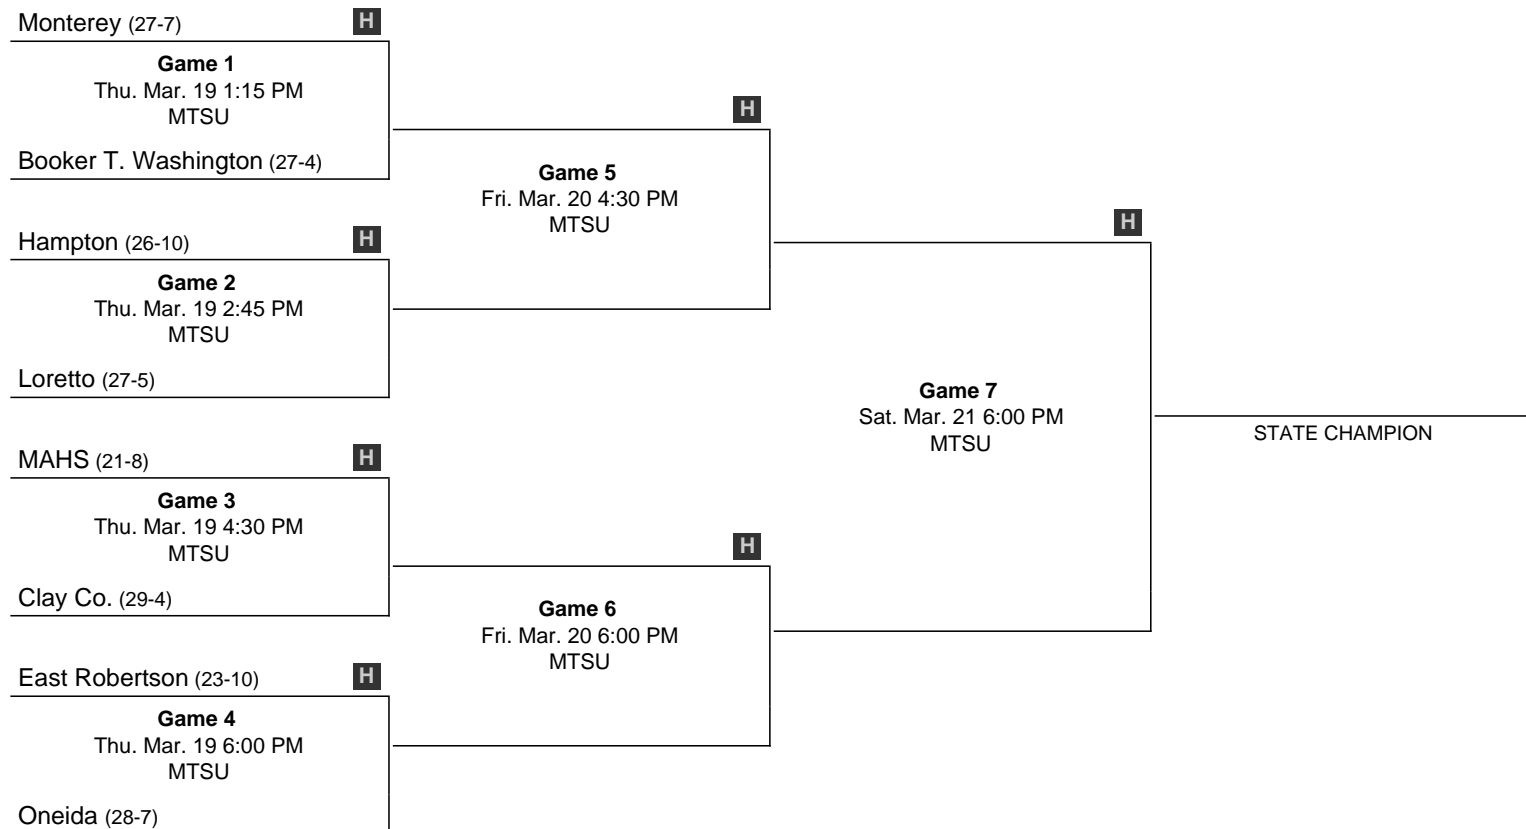 Monterey (27-7) H
Game 1
Thu. Mar. 19 1:15 PM
MTSU
Booker T. Washington (27-4)
Hampton (26-10) H
Game 2
Thu. Mar. 19 2:45 PM
MTSU
Loretto (27-5)
MAHS (21-8) H
Game 3
Thu. Mar. 19 4:30 PM
MTSU
Clay Co. (29-4)
East Robertson (23-10) H
Game 4
Thu. Mar. 19 6:00 PM
MTSU
Oneida (28-7)
H
Game 5
Fri. Mar. 20 4:30 PM
MTSU
H
Game 6
Fri. Mar. 20 6:00 PM
MTSU
H
Game 7
Sat. Mar. 21 6:00 PM
MTSU
STATE CHAMPION